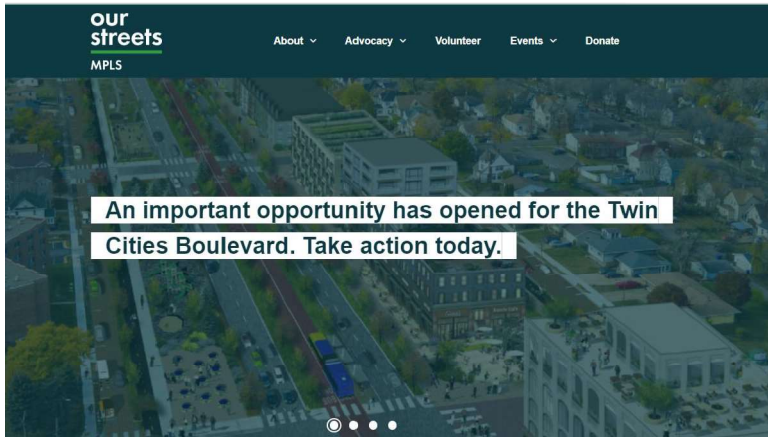 our
streets
MPLS
About
Advocacy
Volunteer
Events
Donate
An important opportunity has opened for the Twin
Cities Boulevard. Take action today.